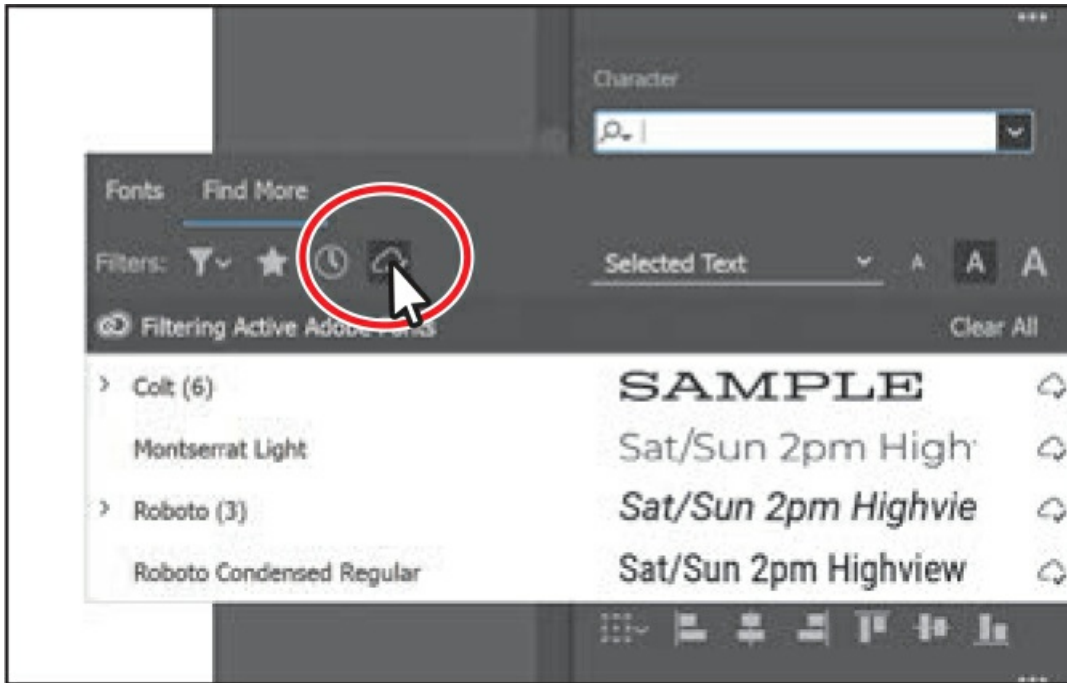 Character
Fonts Find More
Filters: Selected Text A A A
Filtering Active Adobe Fonts Clear All
Colt (6) SAMPLE
Montserrat Light Sat/Sun 2pm High
Roboto (3) Sat/Sun 2pm Highvie
Roboto Condensed Regular Sat/Sun 2pm Highview